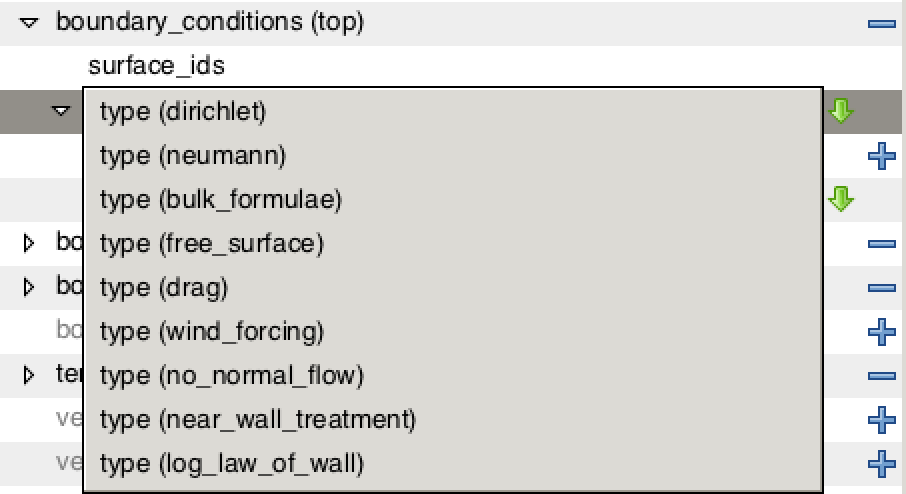 boundary_conditions (top)
surface_ids
type (dirichlet)
type (neumann)
type (bulk_formulae)
type (free_surface)
bo
type (drag)
bo
type (wind_forcing)
bo
type (no_normal_flow)
ter
type (near_wall_treatment)
ve
type (log_law_of_wall)
ve